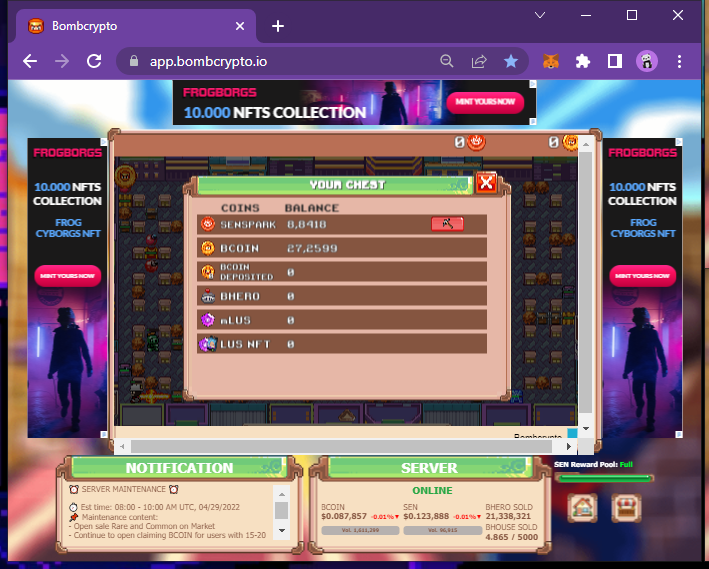 Bombcrypto
app.bombcrypto.io
FROGBORGS
10.000 NFTS COLLECTION
MINT YOURS NOW
0
0
FROGBORGS
10.000 NFTS
COLLECTION
FROG
CYBORGS NFT
MINT YOURS NOW
YOUR CHEST
COINS BALANCE
SENSPARK 8,8418
BCOIN 27,2599
BCOIN
DEPOSITED 0
BHERO 0
mLUS 0
LUS NFT 0
FROGBORGS
10.000 NFTS
COLLECTION
FROG
CYBORGS NFT
MINT YOURS NOW
Bombcrypto
NOTIFICATION
SERVER MAINTENANCE
Est time: 08:00 - 10:00 AM UTC, 04/29/2022
Maintenance content:
- Open sale Rare and Common on Market
- Continue to open claiming BCOIN for users with 15-20
SERVER
ONLINE
BCOIN SEN BHERO SOLD
$0.087,857 -0.01%▼ $0.123,888 -0.01%▼ 21,338,321
BHOUSE SOLD
4.865 / 5000
SEN Reward Pool: Full